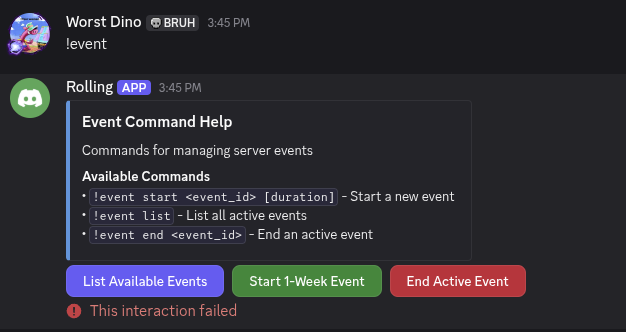 Worst Dino BRUH 3:45 PM
!event
Rolling APP 3:45 PM
Event Command Help
Commands for managing server events
Available Commands
• !event start <event_id> [duration] - Start a new event
• !event list - List all active events
• !event end <event_id> - End an active event
List Available Events Start 1-Week Event End Active Event
This interaction failed